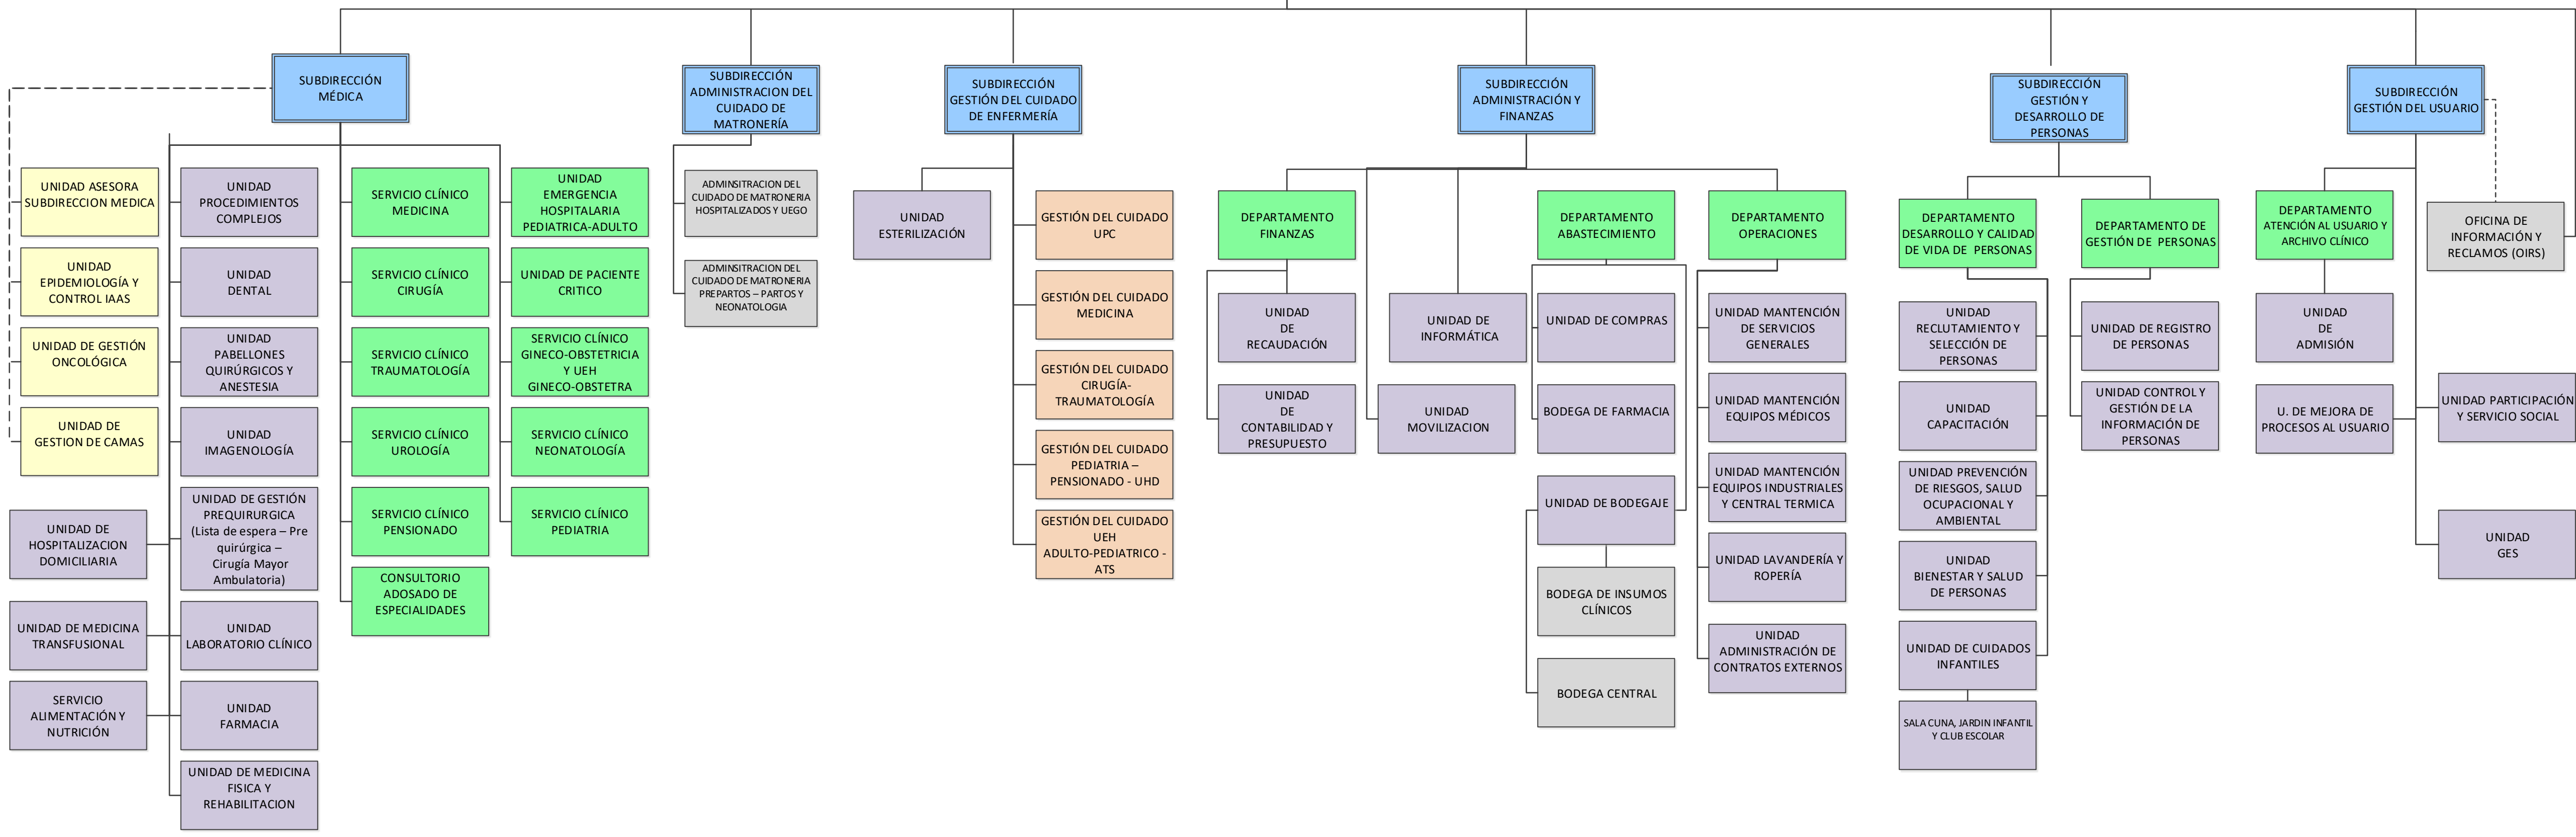 SUBDIRECCIÓN
MÉDICA
UNIDAD ASESORA
SUBDIRECCION MEDICA
UNIDAD
EPIDEMIOLOGÍA Y
CONTROL IAAS
UNIDAD DE GESTIÓN
ONCOLÓGICA
UNIDAD DE
GESTION DE CAMAS
UNIDAD DE
HOSPITALIZACION
DOMICILIARIA
UNIDAD DE MEDICINA
TRANSFUSIONAL
SERVICIO
ALIMENTACIÓN Y
NUTRICIÓN
UNIDAD
PROCEDIMIENTOS
COMPLEJOS
UNIDAD
DENTAL
UNIDAD
PABELLONES
QUIRÚRGICOS Y
ANESTESIA
UNIDAD
IMAGENOLOGÍA
UNIDAD DE GESTIÓN
PREQUIRURGICA
(Lista de espera – Pre
quirúrgica –
Cirugía Mayor
Ambulatoria)
UNIDAD
LABORATORIO CLÍNICO
UNIDAD
FARMACIA
UNIDAD DE MEDICINA
FISICA Y
REHABILITACION
SERVICIO CLÍNICO
MEDICINA
SERVICIO CLÍNICO
CIRUGÍA
SERVICIO CLÍNICO
TRAUMATOLOGÍA
SERVICIO CLÍNICO
UROLOGÍA
SERVICIO CLÍNICO
PENSIONADO
CONSULTORIO
ADOSADO DE
ESPECIALIDADES
UNIDAD
EMERGENCIA
HOSPITALARIA
PEDIATRICA-ADULTO
UNIDAD DE PACIENTE
CRITICO
SERVICIO CLÍNICO
GINECO-OBSTETRICIA
Y UEH
GINECO-OBSTETRA
SERVICIO CLÍNICO
NEONATOLOGÍA
SERVICIO CLÍNICO
PEDIATRIA
SUBDIRECCIÓN
ADMINISTRACION DEL
CUIDADO DE
MATRONERÍA
ADMINSITRACION DEL
CUIDADO DE MATRONERIA
HOSPITALIZADOS Y UEGO
ADMINSITRACION DEL
CUIDADO DE MATRONERIA
PREPARTOS – PARTOS Y
NEONATOLOGIA
SUBDIRECCIÓN
GESTIÓN DEL CUIDADO
DE ENFERMERÍA
UNIDAD
ESTERILIZACIÓN
GESTIÓN DEL CUIDADO
UPC
GESTIÓN DEL CUIDADO
MEDICINA
GESTIÓN DEL CUIDADO
CIRUGÍA-
TRAUMATOLOGÍA
GESTIÓN DEL CUIDADO
PEDIATRIA –
PENSIONADO - UHD
GESTIÓN DEL CUIDADO
UEH
ADULTO-PEDIATRICO -
ATS
SUBDIRECCIÓN
ADMINISTRACIÓN Y
FINANZAS
DEPARTAMENTO
FINANZAS
UNIDAD
DE
RECAUDACIÓN
UNIDAD
DE
CONTABILIDAD Y
PRESUPUESTO
UNIDAD DE
INFORMÁTICA
UNIDAD
MOVILIZACION
DEPARTAMENTO
ABASTECIMIENTO
UNIDAD DE COMPRAS
BODEGA DE FARMACIA
UNIDAD DE BODEGAJE
BODEGA DE INSUMOS
CLÍNICOS
BODEGA CENTRAL
DEPARTAMENTO
OPERACIONES
UNIDAD MANTENCIÓN
DE SERVICIOS
GENERALES
UNIDAD MANTENCIÓN
EQUIPOS MÉDICOS
UNIDAD MANTENCIÓN
EQUIPOS INDUSTRIALES
Y CENTRAL TERMICA
UNIDAD LAVANDERÍA Y
ROPERÍA
UNIDAD
ADMINISTRACIÓN DE
CONTRATOS EXTERNOS
SUBDIRECCIÓN
GESTIÓN Y
DESARROLLO DE
PERSONAS
DEPARTAMENTO
DESARROLLO Y CALIDAD
DE VIDA DE PERSONAS
UNIDAD
RECLUTAMIENTO Y
SELECCIÓN DE
PERSONAS
UNIDAD
CAPACITACIÓN
UNIDAD PREVENCIÓN
DE RIESGOS, SALUD
OCUPACIONAL Y
AMBIENTAL
UNIDAD
BIENESTAR Y SALUD
DE PERSONAS
UNIDAD DE CUIDADOS
INFANTILES
SALA CUNA, JARDIN INFANTIL
Y CLUB ESCOLAR
DEPARTAMENTO DE
GESTIÓN DE PERSONAS
UNIDAD DE REGISTRO
DE PERSONAS
UNIDAD CONTROL Y
GESTIÓN DE LA
INFORMACIÓN DE
PERSONAS
SUBDIRECCIÓN
GESTIÓN DEL USUARIO
DEPARTAMENTO
ATENCIÓN AL USUARIO Y
ARCHIVO CLÍNICO
UNIDAD
DE
ADMISIÓN
U. DE MEJORA DE
PROCESOS AL USUARIO
OFICINA DE
INFORMACIÓN Y
RECLAMOS (OIRS)
UNIDAD PARTICIPACIÓN
Y SERVICIO SOCIAL
UNIDAD
GES